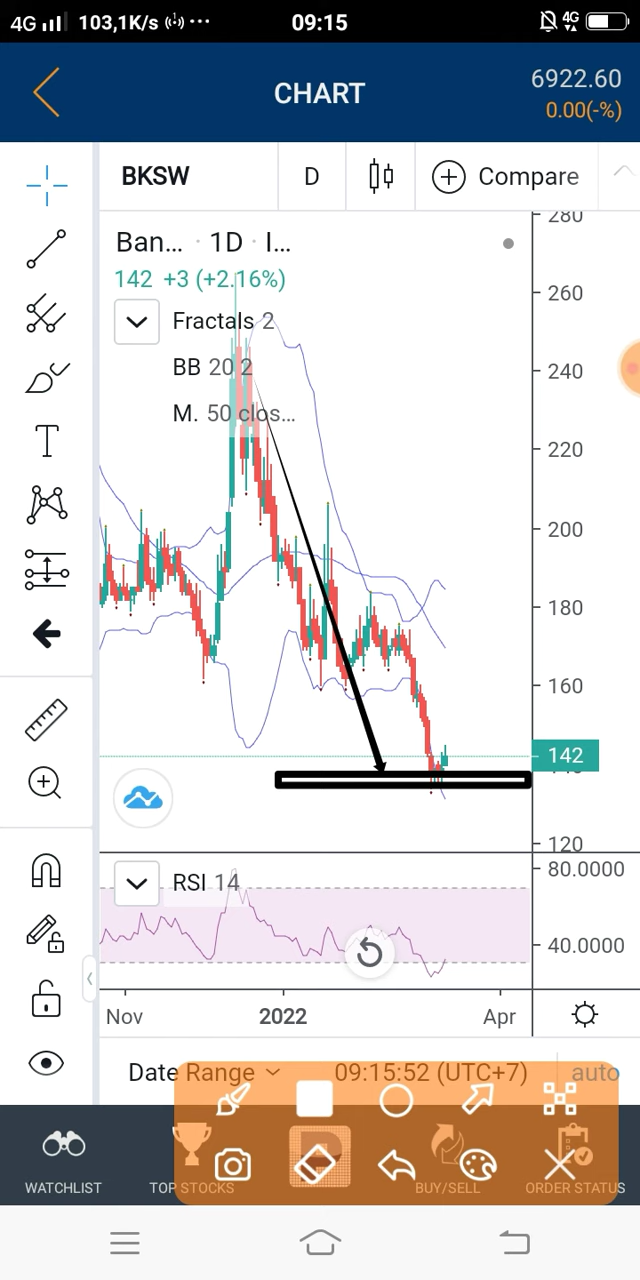 4G 103,1K/s ... 09:15 4G
CHART
6922.60
0.00(-%)
BKSW D Compare
280
Ban... · 1D · I...
142 +3 (+2.16%)
Fractals 2
BB 20 2
M. 50 clos...
260
240
220
200
180
160
142
120
RSI 14
80.0000
40.0000
Nov 2022 Apr
Date Range 09:15:52 (UTC+7) auto
WATCHLIST TOP STOCKS BUY/SELL ORDER STATUS